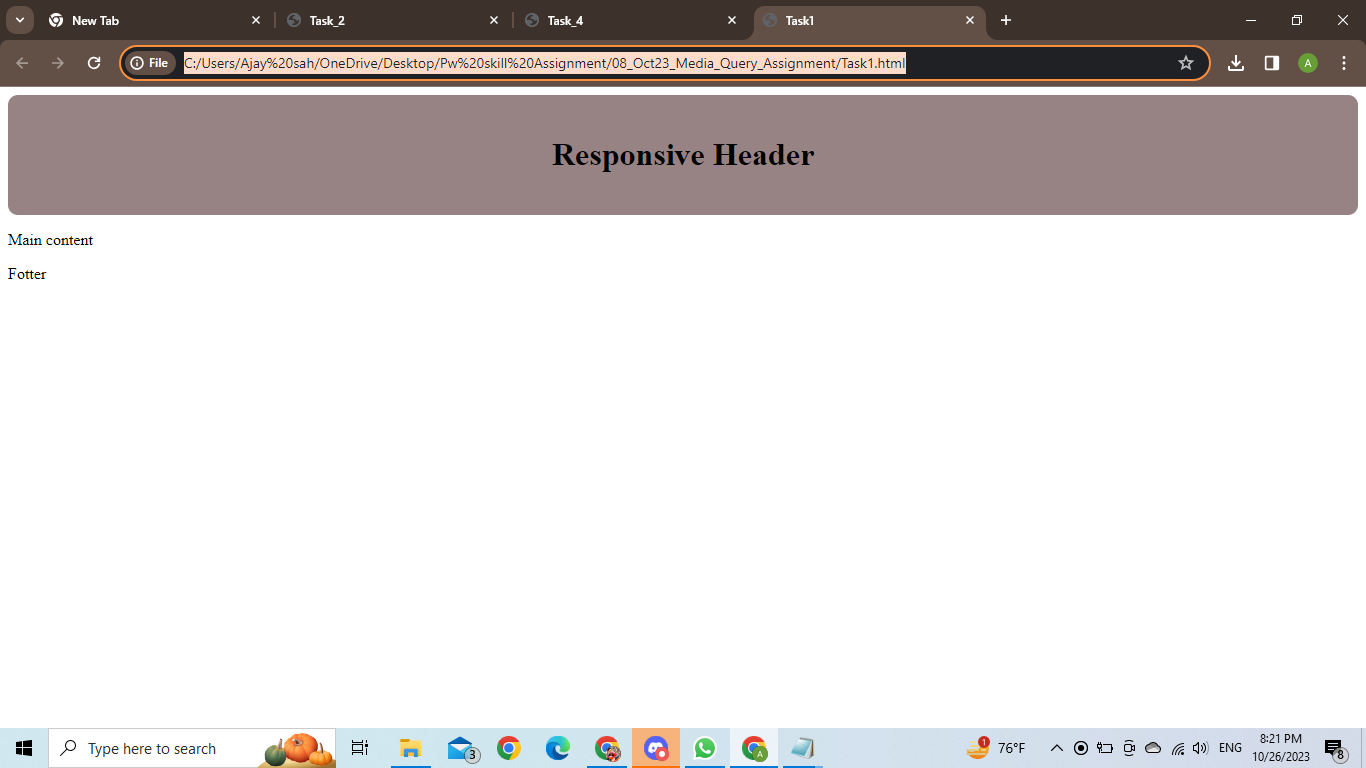 New Tab
Task_2
Task_4
Task1
File C:/Users/Ajay%20sah/OneDrive/Desktop/Pw%20skill%20Assignment/08_Oct23_Media_Query_Assignment/Task1.html
A
Responsive Header
Main content
Fotter
Type here to search
3
A
1
76°F
ENG
8:21 PM
10/26/2023
8